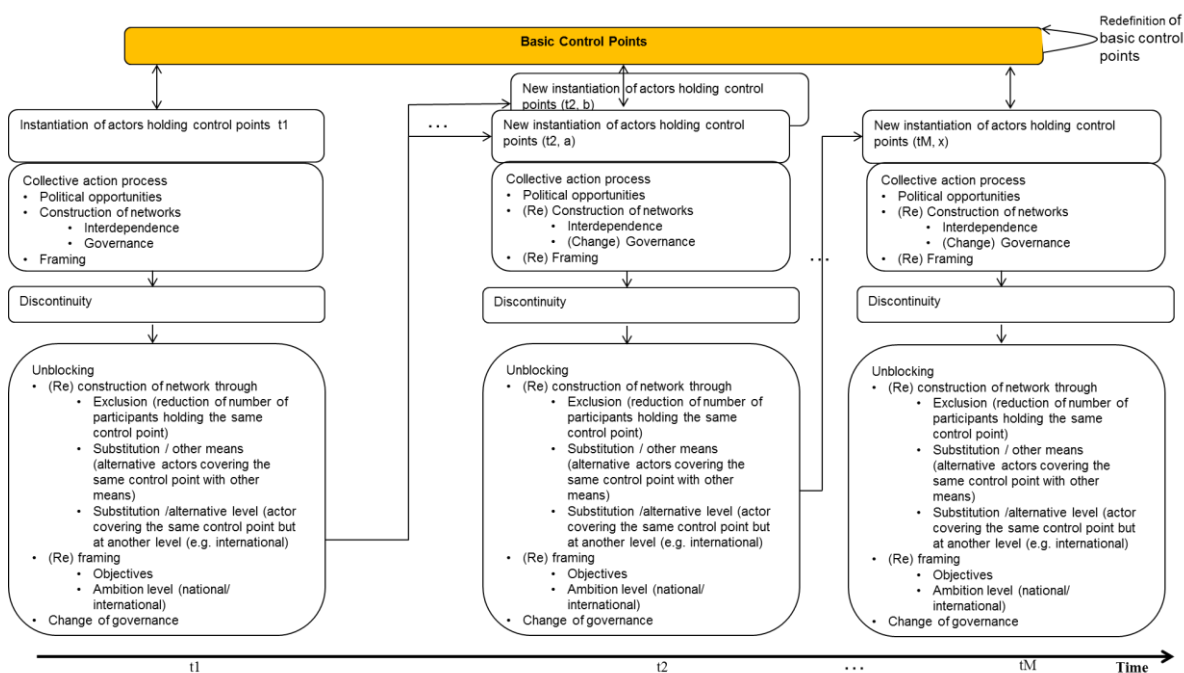 Basic Control Points
Redefinition of
basic control
points
Instantiation of actors holding control points t1
Collective action process
• Political opportunities
• Construction of networks
• Interdependence
• Governance
• Framing
Discontinuity
Unblocking
• (Re) construction of network through
• Exclusion (reduction of number of
participants holding the same
control point)
• Substitution / other means
(alternative actors covering the
same control point with other
means)
• Substitution /alternative level (actor
covering the same control point but
at another level (e.g. international)
• (Re) framing
• Objectives
• Ambition level (national/
international)
• Change of governance
...
New instantiation of actors holding control
points (t2, b)
New instantiation of actors holding control
points (t2, a)
Collective action process
• Political opportunities
• (Re) Construction of networks
• Interdependence
• (Change) Governance
• (Re) Framing
Discontinuity
Unblocking
• (Re) construction of network through
• Exclusion (reduction of number of
participants holding the same
control point)
• Substitution / other means
(alternative actors covering the
same control point with other
means)
• Substitution /alternative level (actor
covering the same control point but
at another level (e.g. international)
• (Re) framing
• Objectives
• Ambition level (national/
international)
• Change of governance
...
New instantiation of actors holding control
points (tM, x)
Collective action process
• Political opportunities
• (Re) Construction of networks
• Interdependence
• (Change) Governance
• (Re) Framing
Discontinuity
Unblocking
• (Re) construction of network through
• Exclusion (reduction of number of
participants holding the same
control point)
• Substitution / other means
(alternative actors covering the
same control point with other
means)
• Substitution /alternative level (actor
covering the same control point but
at another level (e.g. international)
• (Re) framing
• Objectives
• Ambition level (national/
international)
• Change of governance
t1 t2 ... tM Time